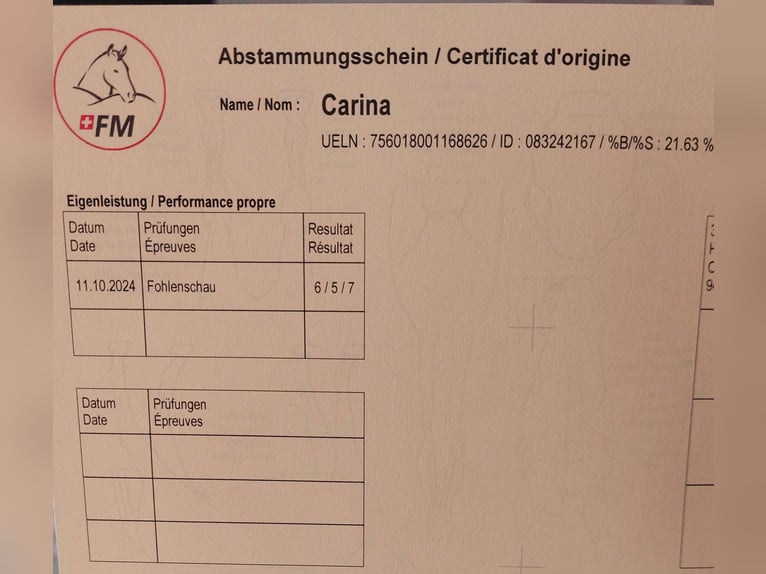 FM
Abstammungsschein / Certificat d'origine
Name / Nom : Carina
UELN : 756018001168626 / ID : 083242167 / %B/%S : 21.63 %
Eigenleistung / Performance propre
Datum Prüfungen Resultat
Date Épreuves Résultat
11.10.2024 Fohlenschau 6 / 5 / 7
Datum Prüfungen
Date Épreuves